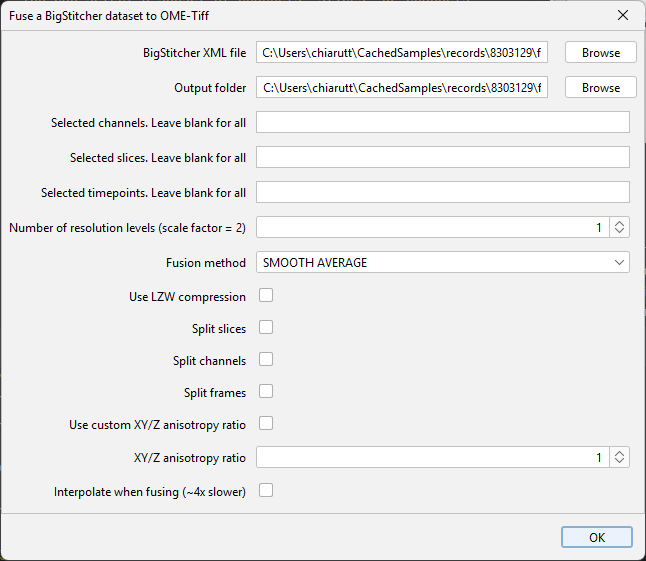 Fuse a BigStitcher dataset to OME-Tiff
BigStitcher XML file C:\Users\chiarutt\CachedSamples\records\8303129\f Browse
Output folder C:\Users\chiarutt\CachedSamples\records\8303129\f Browse
Selected channels. Leave blank for all
Selected slices. Leave blank for all
Selected timepoints. Leave blank for all
Number of resolution levels (scale factor = 2) 1
Fusion method SMOOTH AVERAGE
Use LZW compression
Split slices
Split channels
Split frames
Use custom XY/Z anisotropy ratio
XY/Z anisotropy ratio 1
Interpolate when fusing (~4x slower)
OK